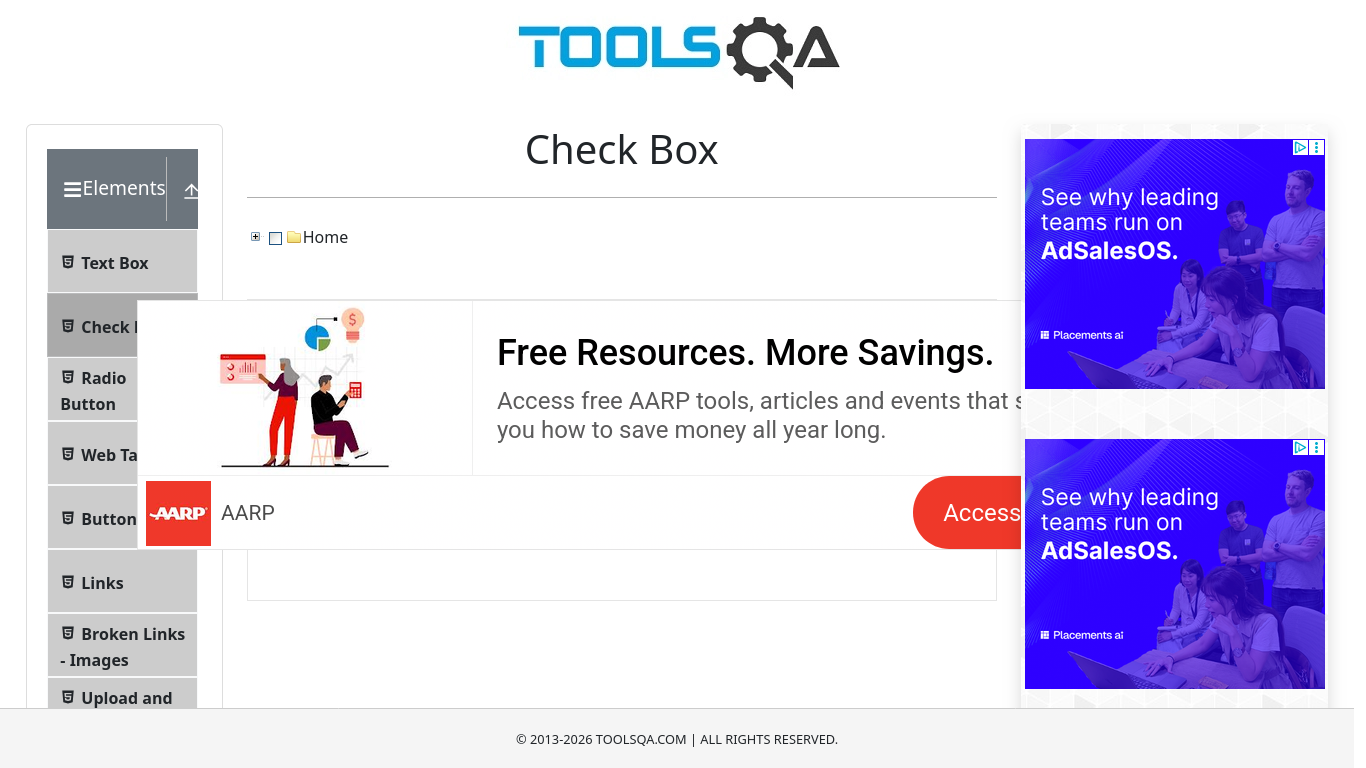 TOOLSQA
Check Box
Elements
Home
Text Box
Check
Radio
Button
Web Ta
Button
Links
Broken Links
- Images
Upload and
Free Resources. More Savings.
Access free AARP tools, articles and events that s
you how to save money all year long.
AARP
AARP
Access
See why leading
teams run on
AdSalesOS.
Placements ai
See why leading
teams run on
AdSalesOS.
Placements ai
© 2013-2026 TOOLSQA.COM | ALL RIGHTS RESERVED.